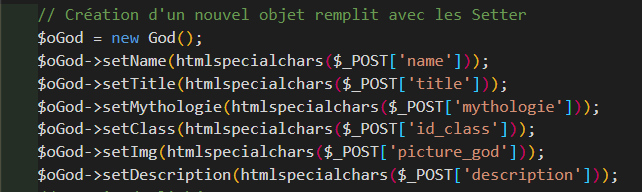 // Création d'un nouvel objet remplit avec les Setter
$oGod = new God();
$oGod->setName(htmlspecialchars($_POST['name']));
$oGod->setTitle(htmlspecialchars($_POST['title']));
$oGod->setMythologie(htmlspecialchars($_POST['mythologie']));
$oGod->setClass(htmlspecialchars($_POST['id_class']));
$oGod->setImg(htmlspecialchars($_POST['picture_god']));
$oGod->setDescription(htmlspecialchars($_POST['description']));